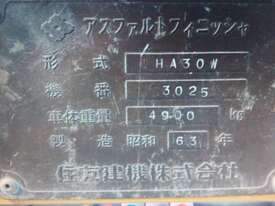 アスファルトフィニッシャ
形式 HA30W
機番 3025
車体重量 4900 kg
製造 昭和 63 年
住友建機株式会社